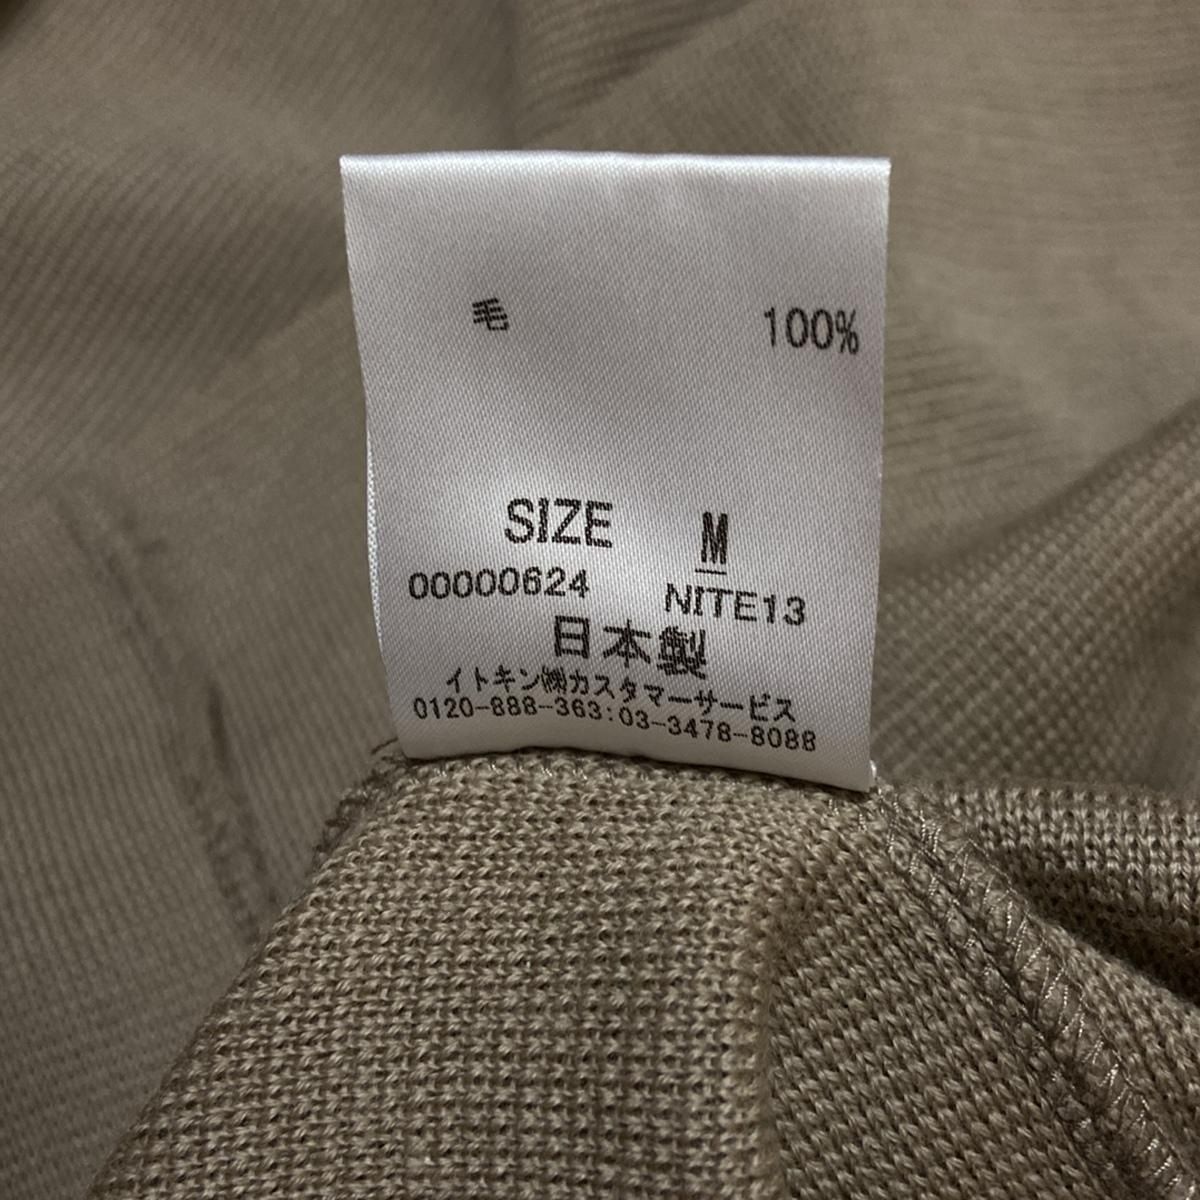 毛 100%
SIZE M
00000624 NITE13
日本製
イトキン㈱カスタマーサービス
0120-888-363:03-3478-8088